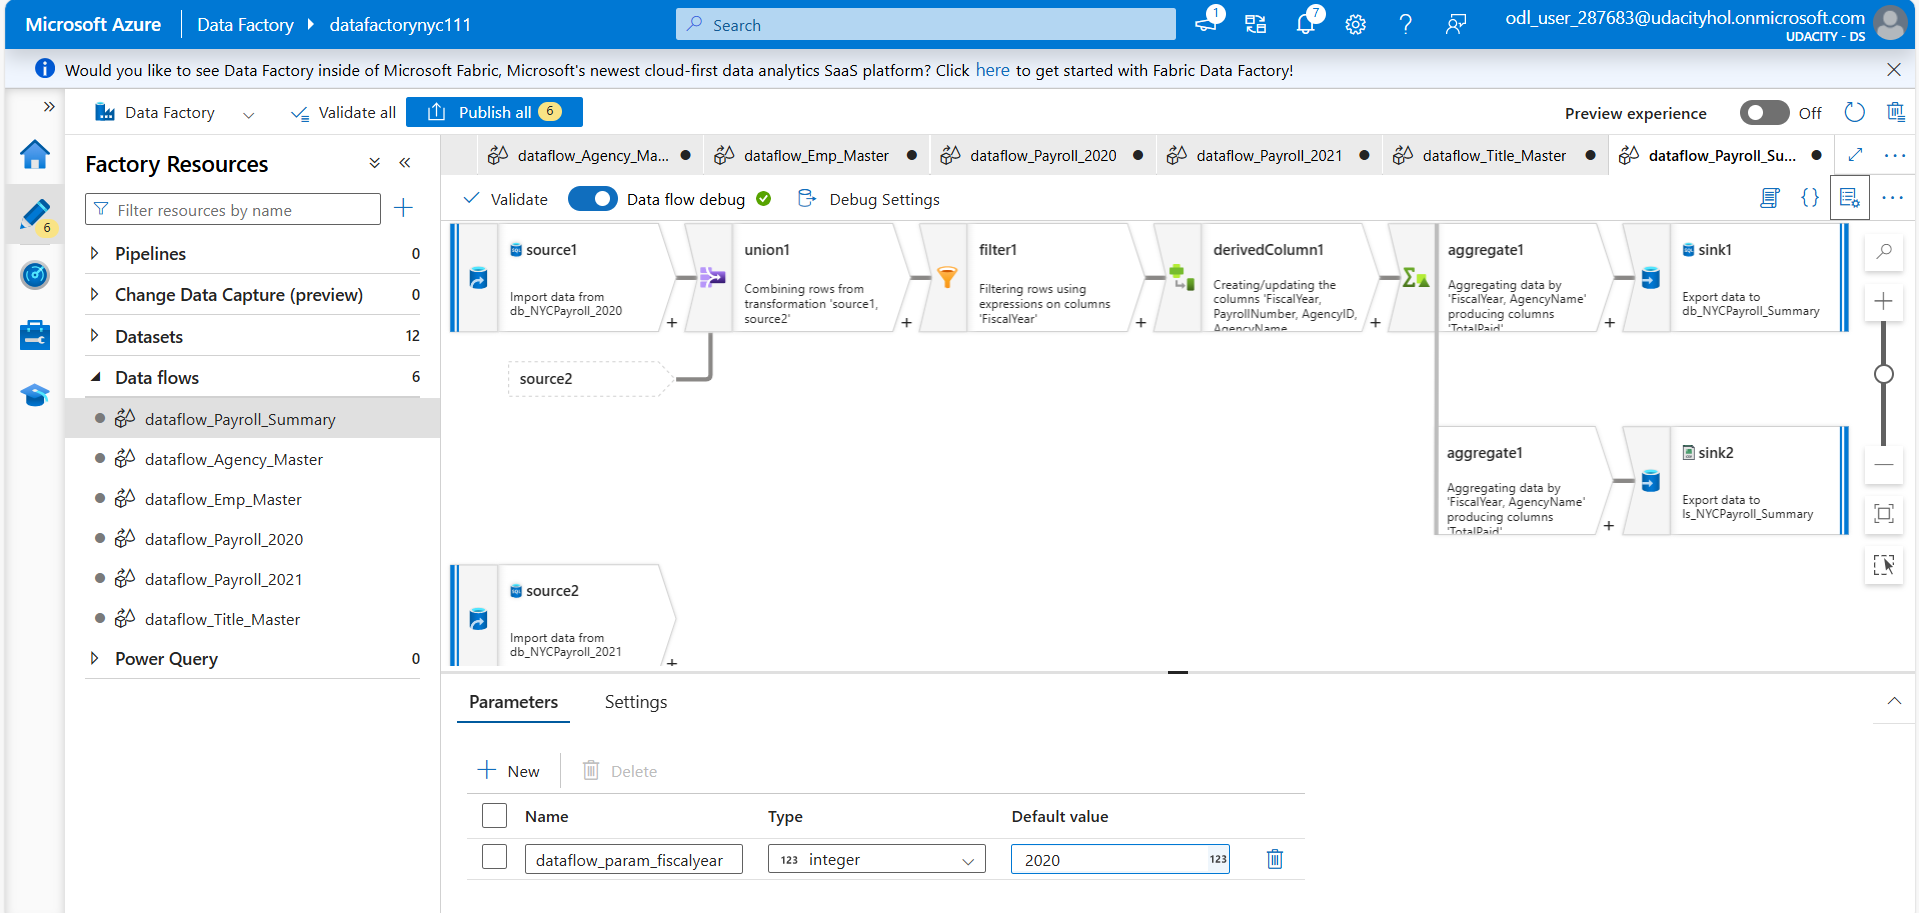 Microsoft Azure
Data Factory
datafactorynyc111
Search
1
7
odl_user_287683@udacityhol.onmicrosoft.com
UDACITY - DS
Would you like to see Data Factory inside of Microsoft Fabric, Microsoft's newest cloud-first data analytics SaaS platform? Click here to get started with Fabric Data Factory!
Data Factory
Validate all
Publish all 6
Preview experience
Off
6
Factory Resources
Filter resources by name
Pipelines 0
Change Data Capture (preview) 0
Datasets 12
Data flows 6
dataflow_Payroll_Summary
dataflow_Agency_Master
dataflow_Emp_Master
dataflow_Payroll_2020
dataflow_Payroll_2021
dataflow_Title_Master
Power Query 0
dataflow_Agency_Ma...
dataflow_Emp_Master
dataflow_Payroll_2020
dataflow_Payroll_2021
dataflow_Title_Master
dataflow_Payroll_Su...
Validate
Data flow debug
Debug Settings
source1
Import data from
db_NYCPayroll_2020
union1
Combining rows from
transformation 'source1,
source2'
filter1
Filtering rows using
expressions on columns
'FiscalYear'
derivedColumn1
Creating/updating the
columns 'FiscalYear,
PayrollNumber, AgencyID,
AgencyName
aggregate1
Aggregating data by
'FiscalYear, AgencyName'
producing columns
'TotalPaid'
sink1
Export data to
db_NYCPayroll_Summary
source2
aggregate1
Aggregating data by
'FiscalYear, AgencyName'
producing columns
'TotalPaid'
sink2
Export data to
ls_NYCPayroll_Summary
source2
Import data from
db_NYCPayroll_2021
Parameters
Settings
New
Delete
Name
Type
Default value
dataflow_param_fiscalyear
123 integer
2020 123